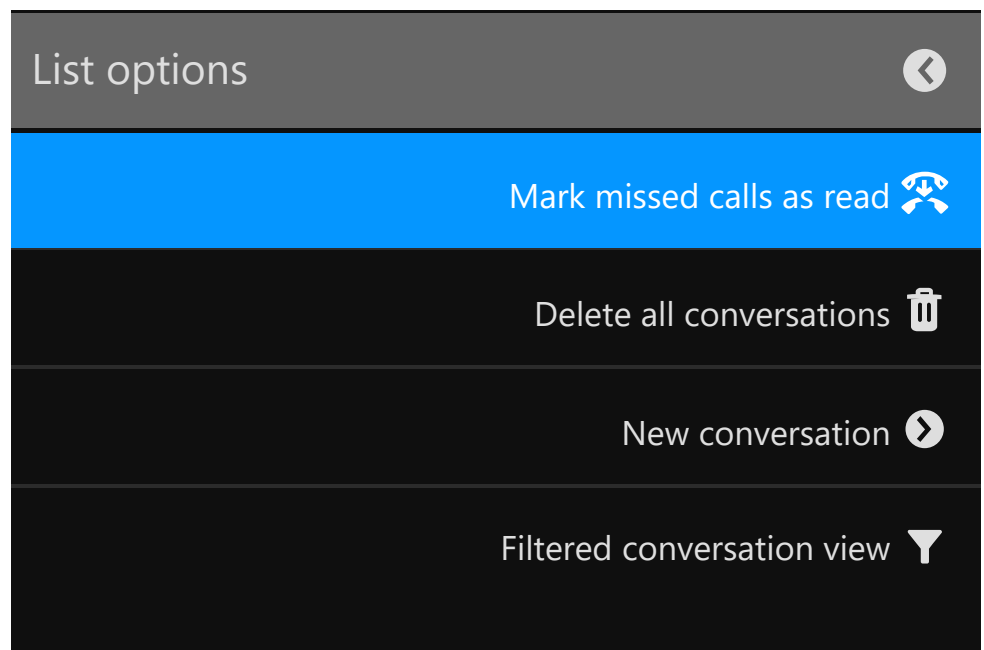 List options
Mark missed calls as read
Delete all conversations
New conversation
Filtered conversation view